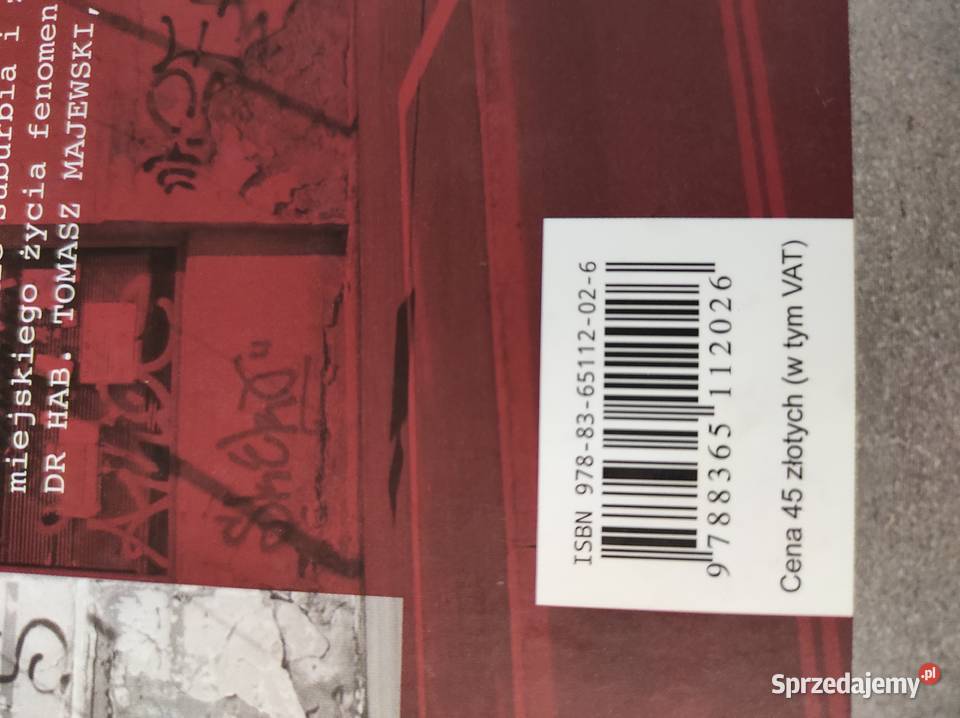 suburbia i
miejskiego życia fenomen
DR HAB. TOMASZ MAJEWSKI,
ISBN 978-83-65112-02-6
9 788365 112026
Cena 45 złotych (w tym VAT)
Sprzedajemy.pl